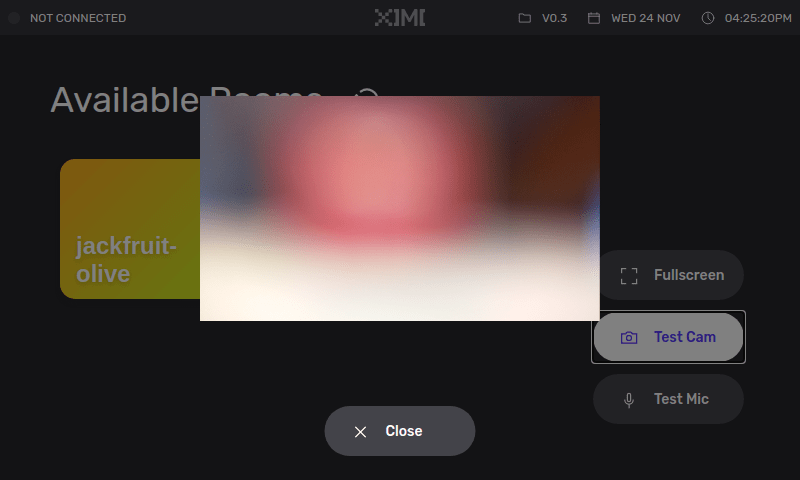 NOT CONNECTED
XIMI
V0.3
WED 24 NOV
04:25:20PM
Available Rooms
jackfruit-
olive
Fullscreen
Test Cam
Test Mic
Close